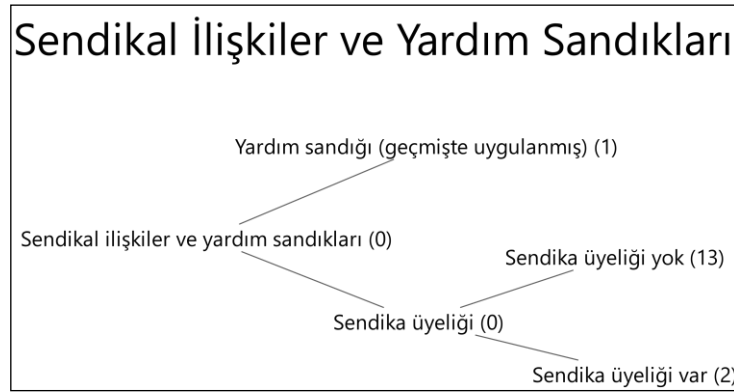 Sendikal İlişkiler ve Yardım Sandıkları
Yardım sandığı (geçmişte uygulanmış) (1)
Sendikal ilişkiler ve yardım sandıkları (0)
Sendika üyeliği yok (13)
Sendika üyeliği (0)
Sendika üyeliği var (2)